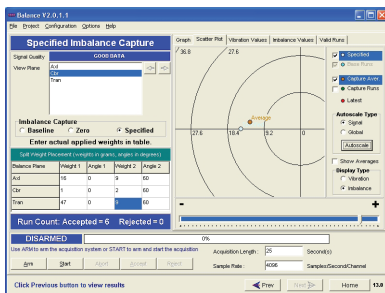 Balance V2.0.1.1
File Project Configuration Options Help
Specified Imbalance Capture
Signal Quality: GOOD DATA
View Plane
Axl
Cbr
Tran
Imbalance Capture
Baseline Zero Specified
Enter actual applied weights in table.
Split Weight Placement (weights in grams, angles in degrees)
Balance Plane Weight 1 Angle 1 Weight 2 Angle 2
Axl 16 0 9 60
Cbr 1 0 2 60
Tran 47 0 60
Run Count: Accepted = 6 Rejected = 0
Graph Scatter Plot Vibration Values Imbalance Values Valid Runs
36.8 27.6
Average
27.6 18.4 9.2 0
Specified
Base Runs
Capture Aver
Capture Runs
Latest
Autoscale Type
Signal
Global
Autoscale
Show Averages
Display Type
Vibration
Imbalance
- +
DISARMED 0%
Use ARM to arm the acquisition system or START to arm and start the acquisition
Acquisition Length: 25 Second(s)
Arm Start Abort Accept Reject
Sample Rate: 4096 Samples/Second/Channel
Click Previous button to view results
Prev Next Home 13.0